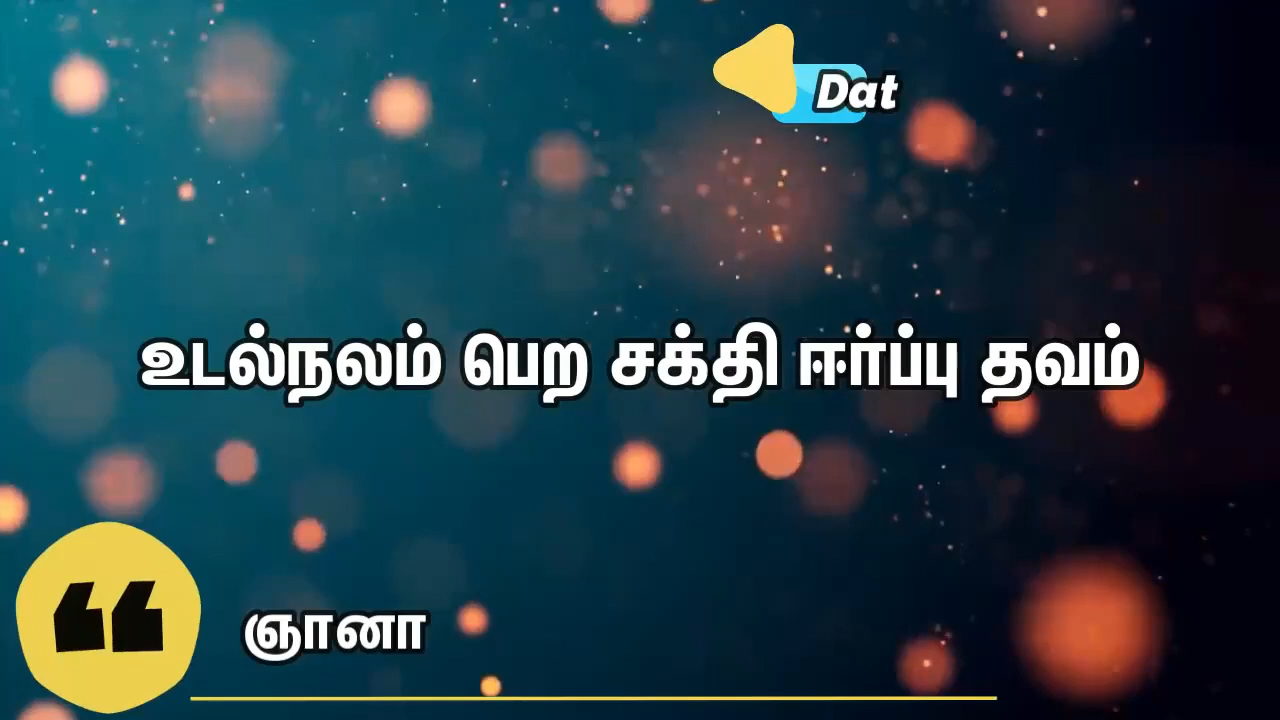 Dat
உடல்நலம் பெற சக்தி ஈர்ப்பு தவம்
ஞானா